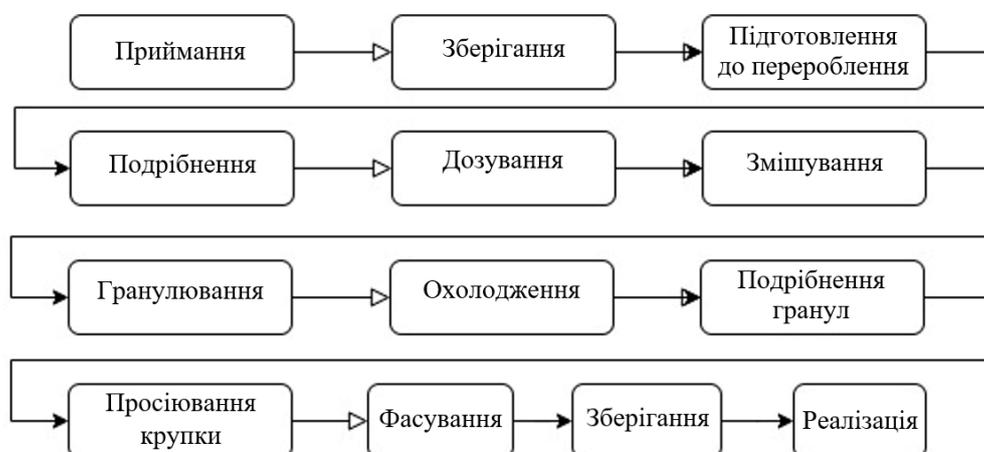 Приймання
Зберігання
Підготовлення
до перероблення
Подрібнення
Дозування
Змішування
Гранулювання
Охолодження
Подрібнення
гранул
Просіювання
крупки
Фасування
Зберігання
Реалізація